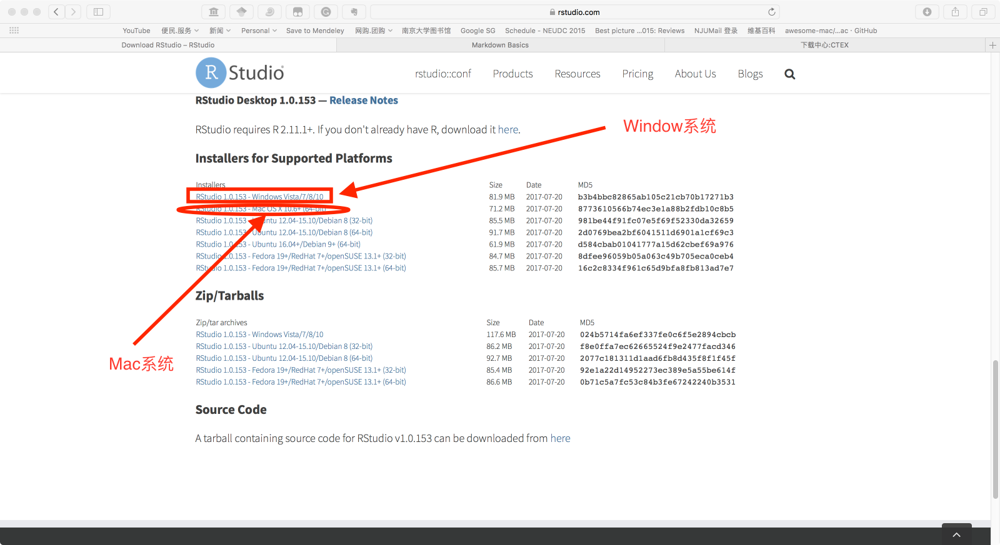 rstudio.com
YouTube 便民.服务 新闻 Personal Save to Mendeley 网购.团购 南京大学图书馆 Google SG Schedule - NEUDC 2015 Best picture ...015: Reviews NJUMail 登录 维基百科 awesome-mac/...ac · GitHub
Download RStudio – RStudio Markdown Basics 下载中心:CTEX
R Studio rstudio::conf Products Resources Pricing About Us Blogs
RStudio Desktop 1.0.153 — Release Notes
Window系统
RStudio requires R 2.11.1+. If you don't already have R, download it here.
Installers for Supported Platforms
Installers Size Date MD5
RStudio 1.0.153 - Windows Vista/7/8/10 81.9 MB 2017-07-20 b3b4bbc82865ab105c21cb70b17271b3
RStudio 1.0.153 - Mac OS X 10.6+ (64-bit) 71.2 MB 2017-07-20 8773610566b74ec3e1a88b2fdb10c8b5
RStudio 1.0.153 - Ubuntu 12.04-15.10/Debian 8 (32-bit) 85.5 MB 2017-07-20 981be44f91fc07e5f69f52330da32659
RStudio 1.0.153 - Ubuntu 12.04-15.10/Debian 8 (64-bit) 91.7 MB 2017-07-20 2d0769bea2bf6041511d6901a1cf69c3
RStudio 1.0.153 - Ubuntu 16.04+/Debian 9+ (64-bit) 61.9 MB 2017-07-20 d584cbab01041777a15d62cbef69a976
RStudio 1.0.153 - Fedora 19+/RedHat 7+/openSUSE 13.1+ (32-bit) 84.7 MB 2017-07-20 8dfee96059b05a063c49b705eca0ceb4
RStudio 1.0.153 - Fedora 19+/RedHat 7+/openSUSE 13.1+ (64-bit) 85.7 MB 2017-07-20 16c2c8334f961c65d9bfa8fb813ad7e7
Zip/Tarballs
Zip/tar archives Size Date MD5
RStudio 1.0.153 - Windows Vista/7/8/10 117.6 MB 2017-07-20 024b5714fa6ef337fe0c6f5e2894cbcb
RStudio 1.0.153 - Ubuntu 12.04-15.10/Debian 8 (32-bit) 86.2 MB 2017-07-20 f8e0ffa7ec62665524f9e2477facd346
RStudio 1.0.153 - Ubuntu 12.04-15.10/Debian 8 (64-bit) 92.7 MB 2017-07-20 2077c181311d1aad6fb8d435f8f1f45f
Mac系统
RStudio 1.0.153 - Fedora 19+/RedHat 7+/openSUSE 13.1+ (32-bit) 85.4 MB 2017-07-20 92e1a22d14952273ec389e5a55be614f
RStudio 1.0.153 - Fedora 19+/RedHat 7+/openSUSE 13.1+ (64-bit) 86.6 MB 2017-07-20 0b71c5a7fc53c84b3fe67242240b3531
Source Code
A tarball containing source code for RStudio v1.0.153 can be downloaded from here